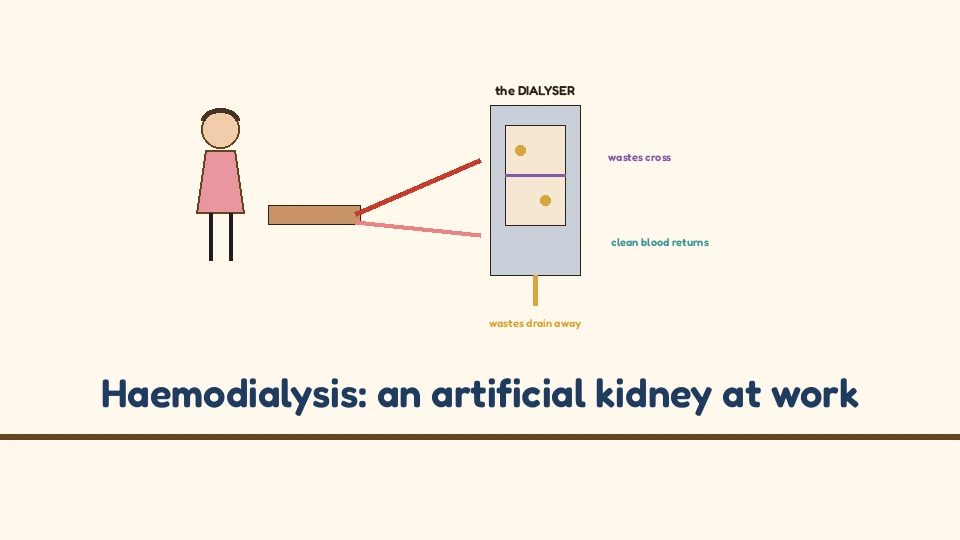 the DIALYSER
wastes cross
clean blood returns
wastes drain away
Haemodialysis: an artificial kidney at work